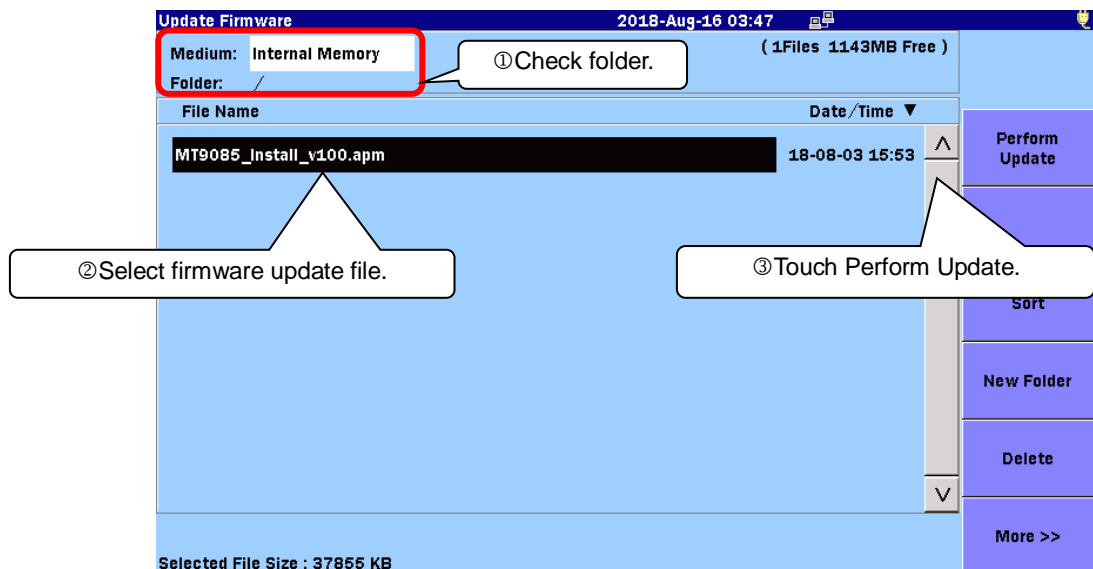 Update Firmware 2018-Aug-16 03:47
Medium: Internal Memory
(1Files 1143MB Free)
①Check folder.
Folder: /
File Name Date/Time ▼
MT9085_Install_v100.apm 18-08-03 15:53
Perform
Update
②Select firmware update file.
③Touch Perform Update.
Sort
New Folder
Delete
More >>
Selected File Size : 37855 KB